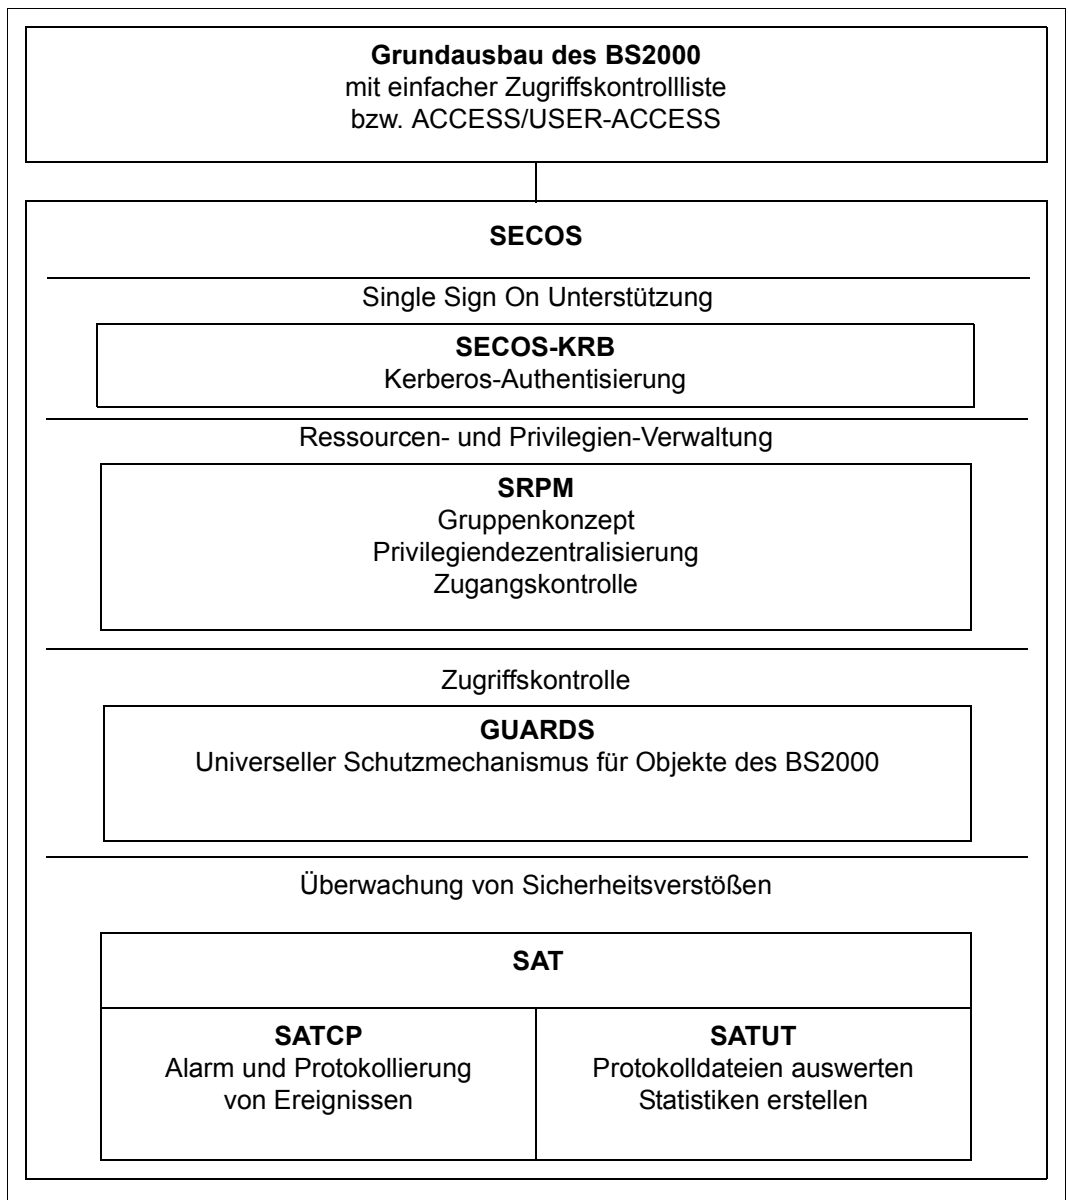 Grundausbau des BS2000
mit einfacher Zugriffskontrollliste
bzw. ACCESS/USER-ACCESS
SECOS
Single Sign On Unterstützung
SECOS-KRB
Kerberos-Authentisierung
Ressourcen- und Privilegien-Verwaltung
SRPM
Gruppenkonzept
Privilegiendezentralisierung
Zugangskontrolle
Zugriffskontrolle
GUARDS
Universeller Schutzmechanismus für Objekte des BS2000
Überwachung von Sicherheitsverstößen
SAT
SATCP
Alarm und Protokollierung
von Ereignissen
SATUT
Protokolldateien auswerten
Statistiken erstellen